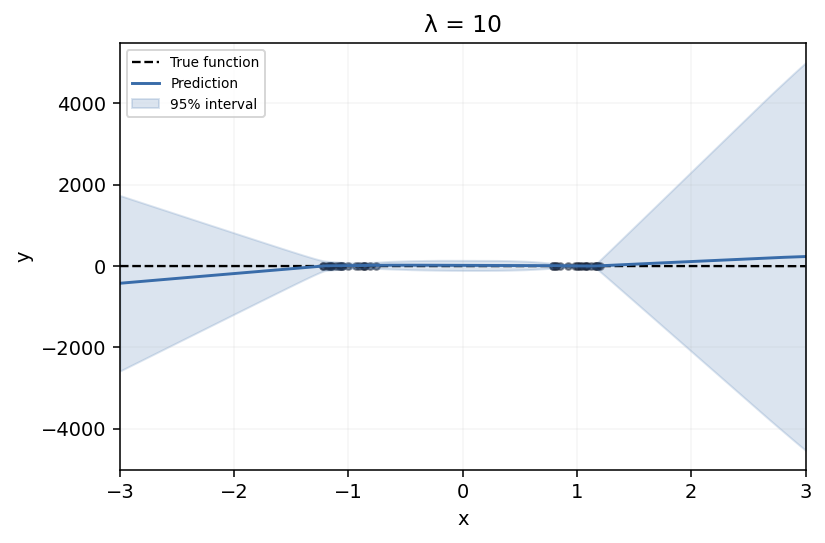 λ = 10
True function
Prediction
95% interval
4000
2000
0
−2000
−4000
y
−3
−2
−1
0
1
2
3
x